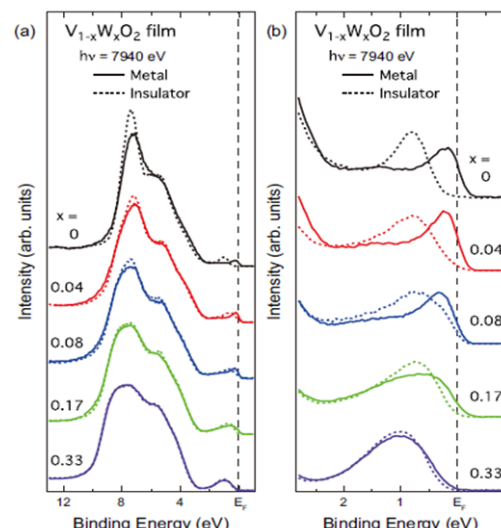 (a)
V1-xWxO2 film
hν = 7940 eV
Metal
Insulator
x =
0
0.04
0.08
0.17
0.33
Intensity (arb. units)
12
8
4
EF
Binding Energy (eV)
(b)
V1-xWxO2 film
hν = 7940 eV
Metal
Insulator
x =
0
0.04
0.08
0.17
0.33
Intensity (arb. units)
2
1
EF
Binding Energy (eV)